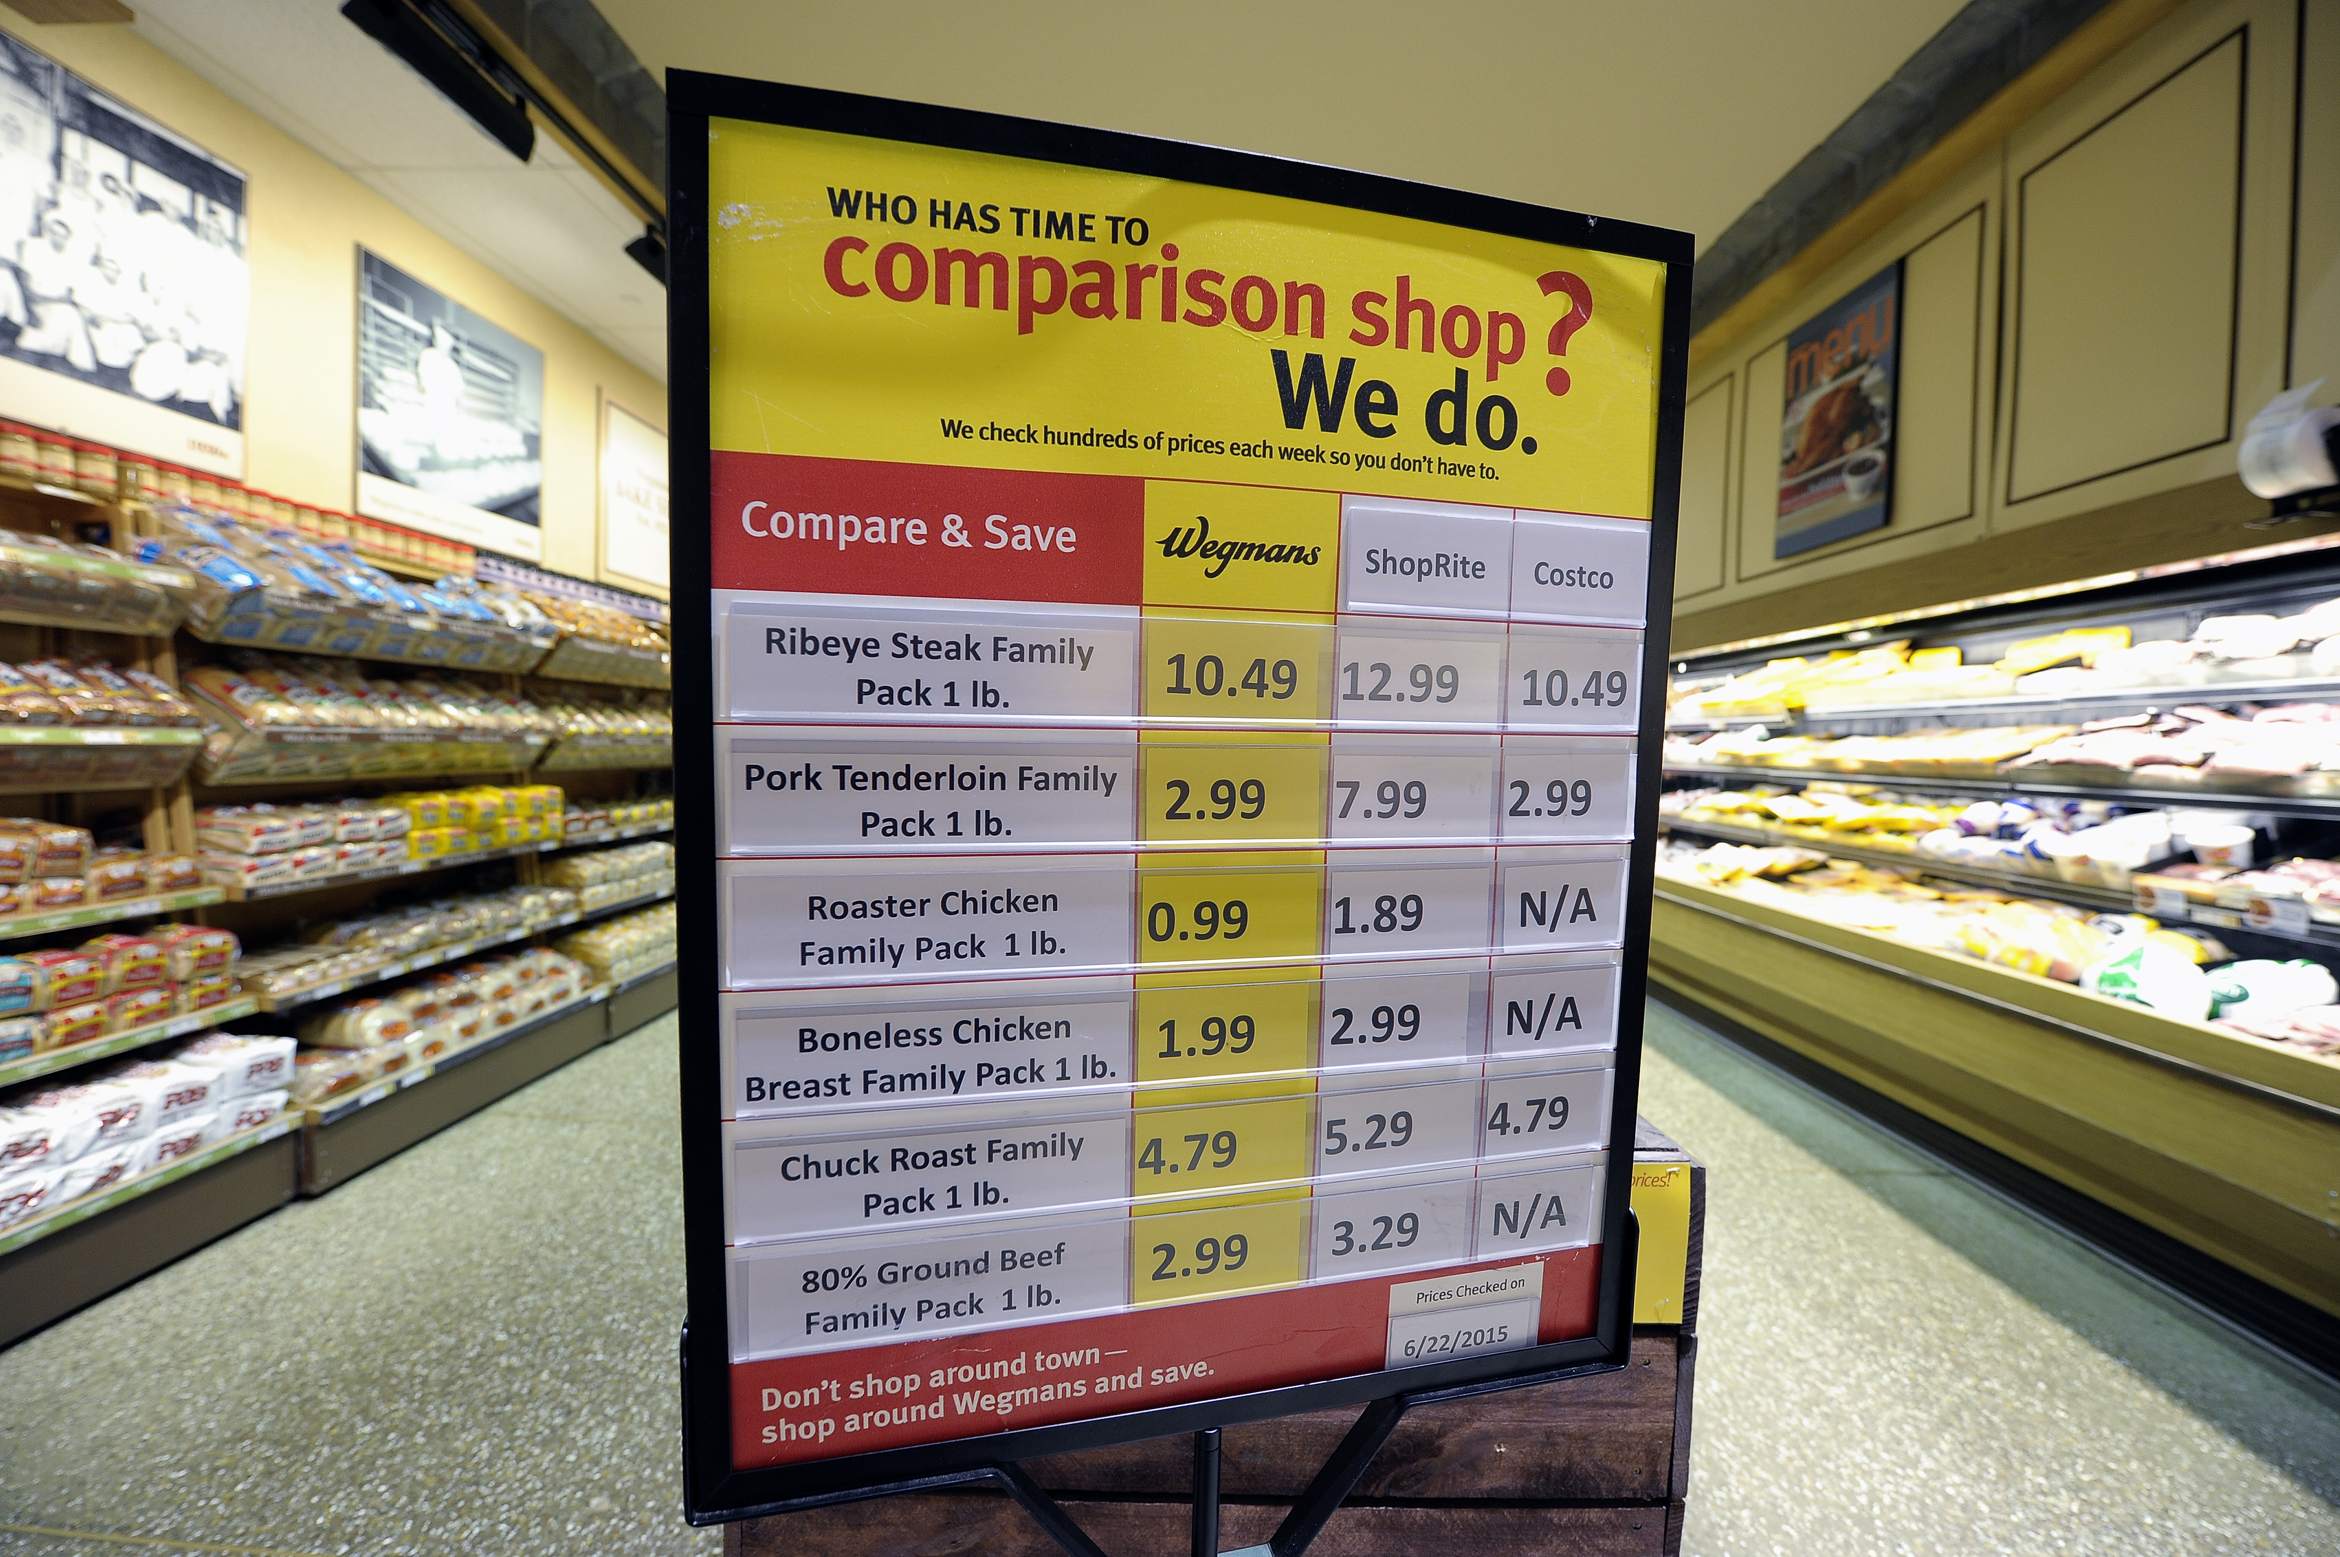 WHO HAS TIME TO
comparison shop?
We do.
We check hundreds of prices each week so you don't have to.
Compare & Save Wegmans ShopRite Costco
Ribeye Steak Family
Pack 1 lb. 10.49 12.99 10.49
Pork Tenderloin Family
Pack 1 lb. 2.99 7.99 2.99
Roaster Chicken
Family Pack 1 lb. 0.99 1.89 N/A
Boneless Chicken
Breast Family Pack 1 lb. 1.99 2.99 N/A
Chuck Roast Family
Pack 1 lb. 4.79 5.29 4.79
80% Ground Beef
Family Pack 1 lb. 2.99 3.29 N/A
Prices Checked on
6/22/2015
Don't shop around town—
shop around Wegmans and save.
menu
prices!